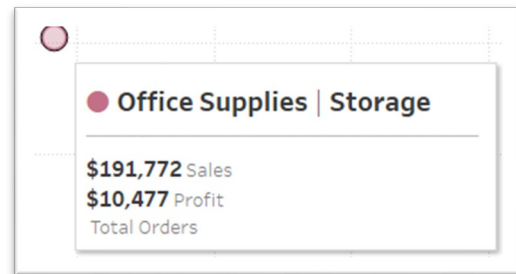 Office Supplies | Storage
$191,772 Sales
$10,477 Profit
Total Orders